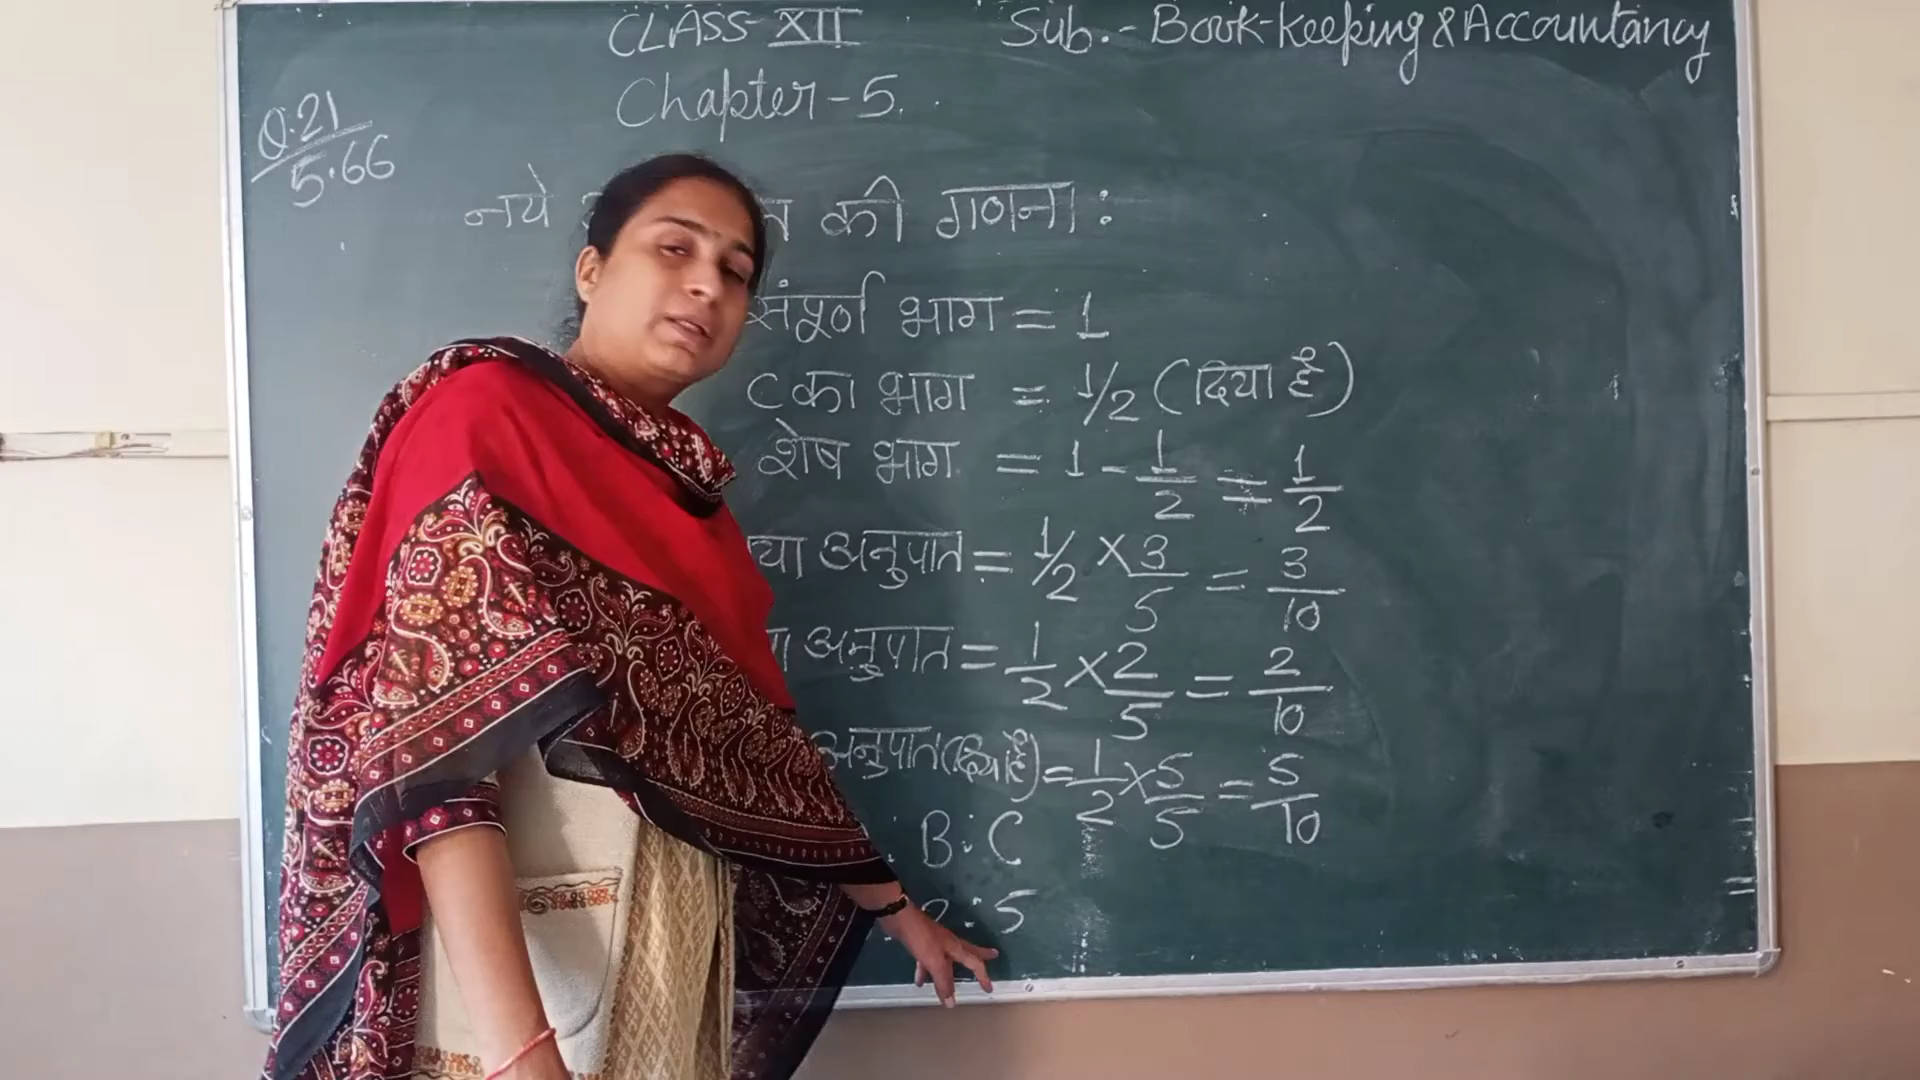 CLASS-XII Sub.-Book-keeping & Accountancy
Chapter-5.
Q.21
5.66
नये की गणना:
संपूर्ण भाग = 1
C का भाग = 1/2 (दिया है)
शेष भाग = 1 - 1/2 = 1/2
अनुपात = 1/2 × 3/5 = 3/10
अनुपात = 1/2 × 2/5 = 2/10
अनुपात (दिया है) = 1/2 × 5/5 = 5/10
: B : C
: 2 : 5